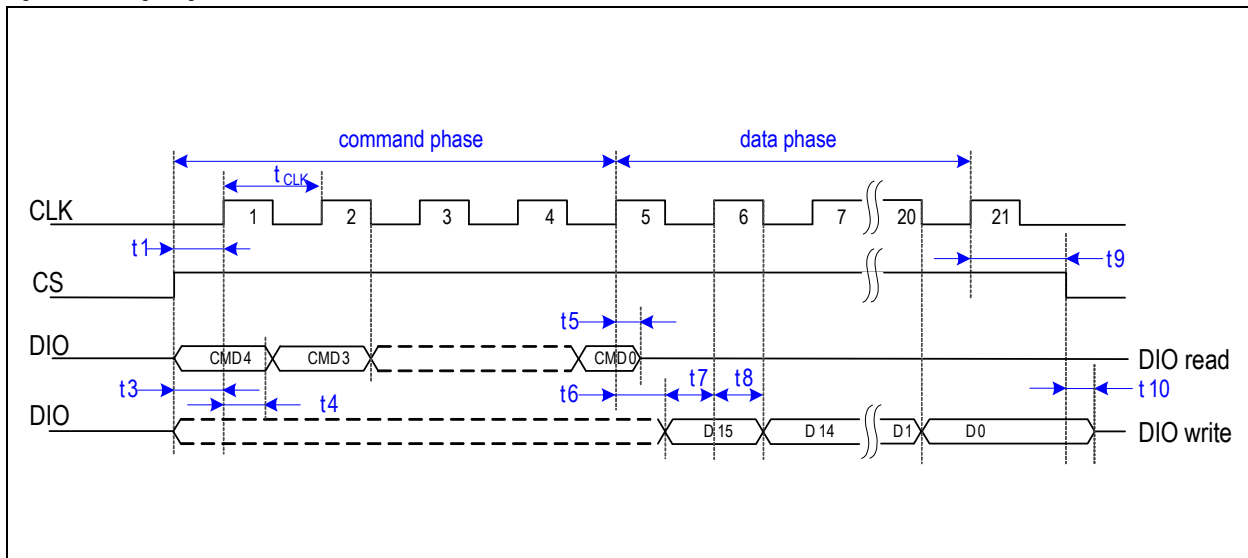 command phase data phase
t CLK
CLK 1 2 3 4 5 6 7 20 21
t1 t9
CS
t5
DIO CMD4 CMD3 CMD0 DIO read
t3 t4 t6 t7 t8 t10
DIO D15 D14 D1 D0 DIO write